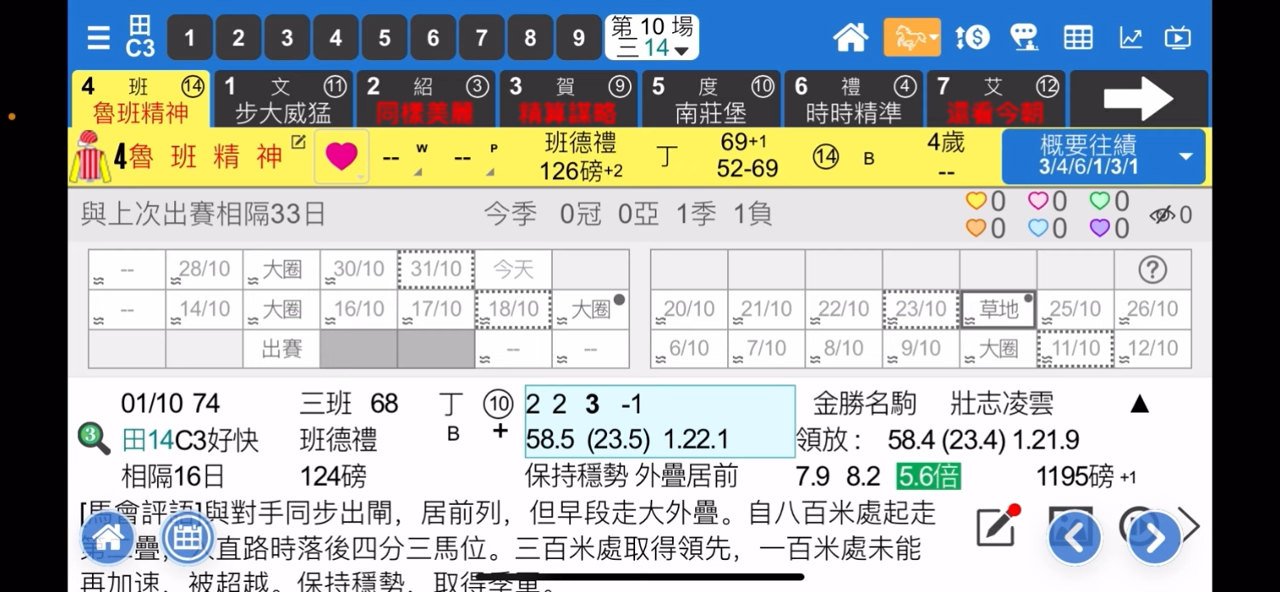 田 C3 1 2 3 4 5 6 7 8 9 第 10 場 二 14
4 班 14 1 文 11 2 紹 3 3 賀 9 5 度 10 6 禮 4 7 艾 12
魯班精神 步大威猛 同樣美麗 精算謀略 南莊堡 時時精準 還看今朝
4 魯班精神 -- W -- P 班德禮 丁 69+1 14 B 4歲 概要往績
126磅+2 52-69 -- 3/4/6/1/3/1
與上次出賽相隔33日 今季 0冠 0亞 1季 1負 0 0 0
0 0 0 0
-- 28/10 大圈 30/10 31/10 今天 ?
-- 14/10 大圈 16/10 17/10 18/10 大圈 20/10 21/10 22/10 23/10 草地 25/10 26/10
出賽 -- -- 6/10 7/10 8/10 9/10 大圈 11/10 12/10
01/10 74 三班 68 丁 10 2 2 3 -1 金勝名駒 壯志凌雲 ▲
3 田14C3好快 班德禮 B + 58.5 (23.5) 1.22.1 領放： 58.4 (23.4) 1.21.9
相隔16日 124磅 保持穩勢 外疊居前 7.9 8.2 5.6倍 1195磅 +1
[馬會評語]與對手同步出閘，居前列，但早段走大外疊。自八百米處起走
疊，直路時落後四分三馬位。三百米處取得領先，一百米處未能
再加速，被超越。保持穩勢，取得季軍。